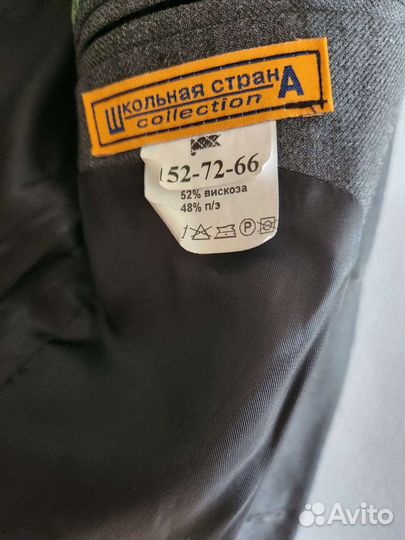 Школьная странА
collection
152-72-66
52% вискоза
48% п/э
P
Avito